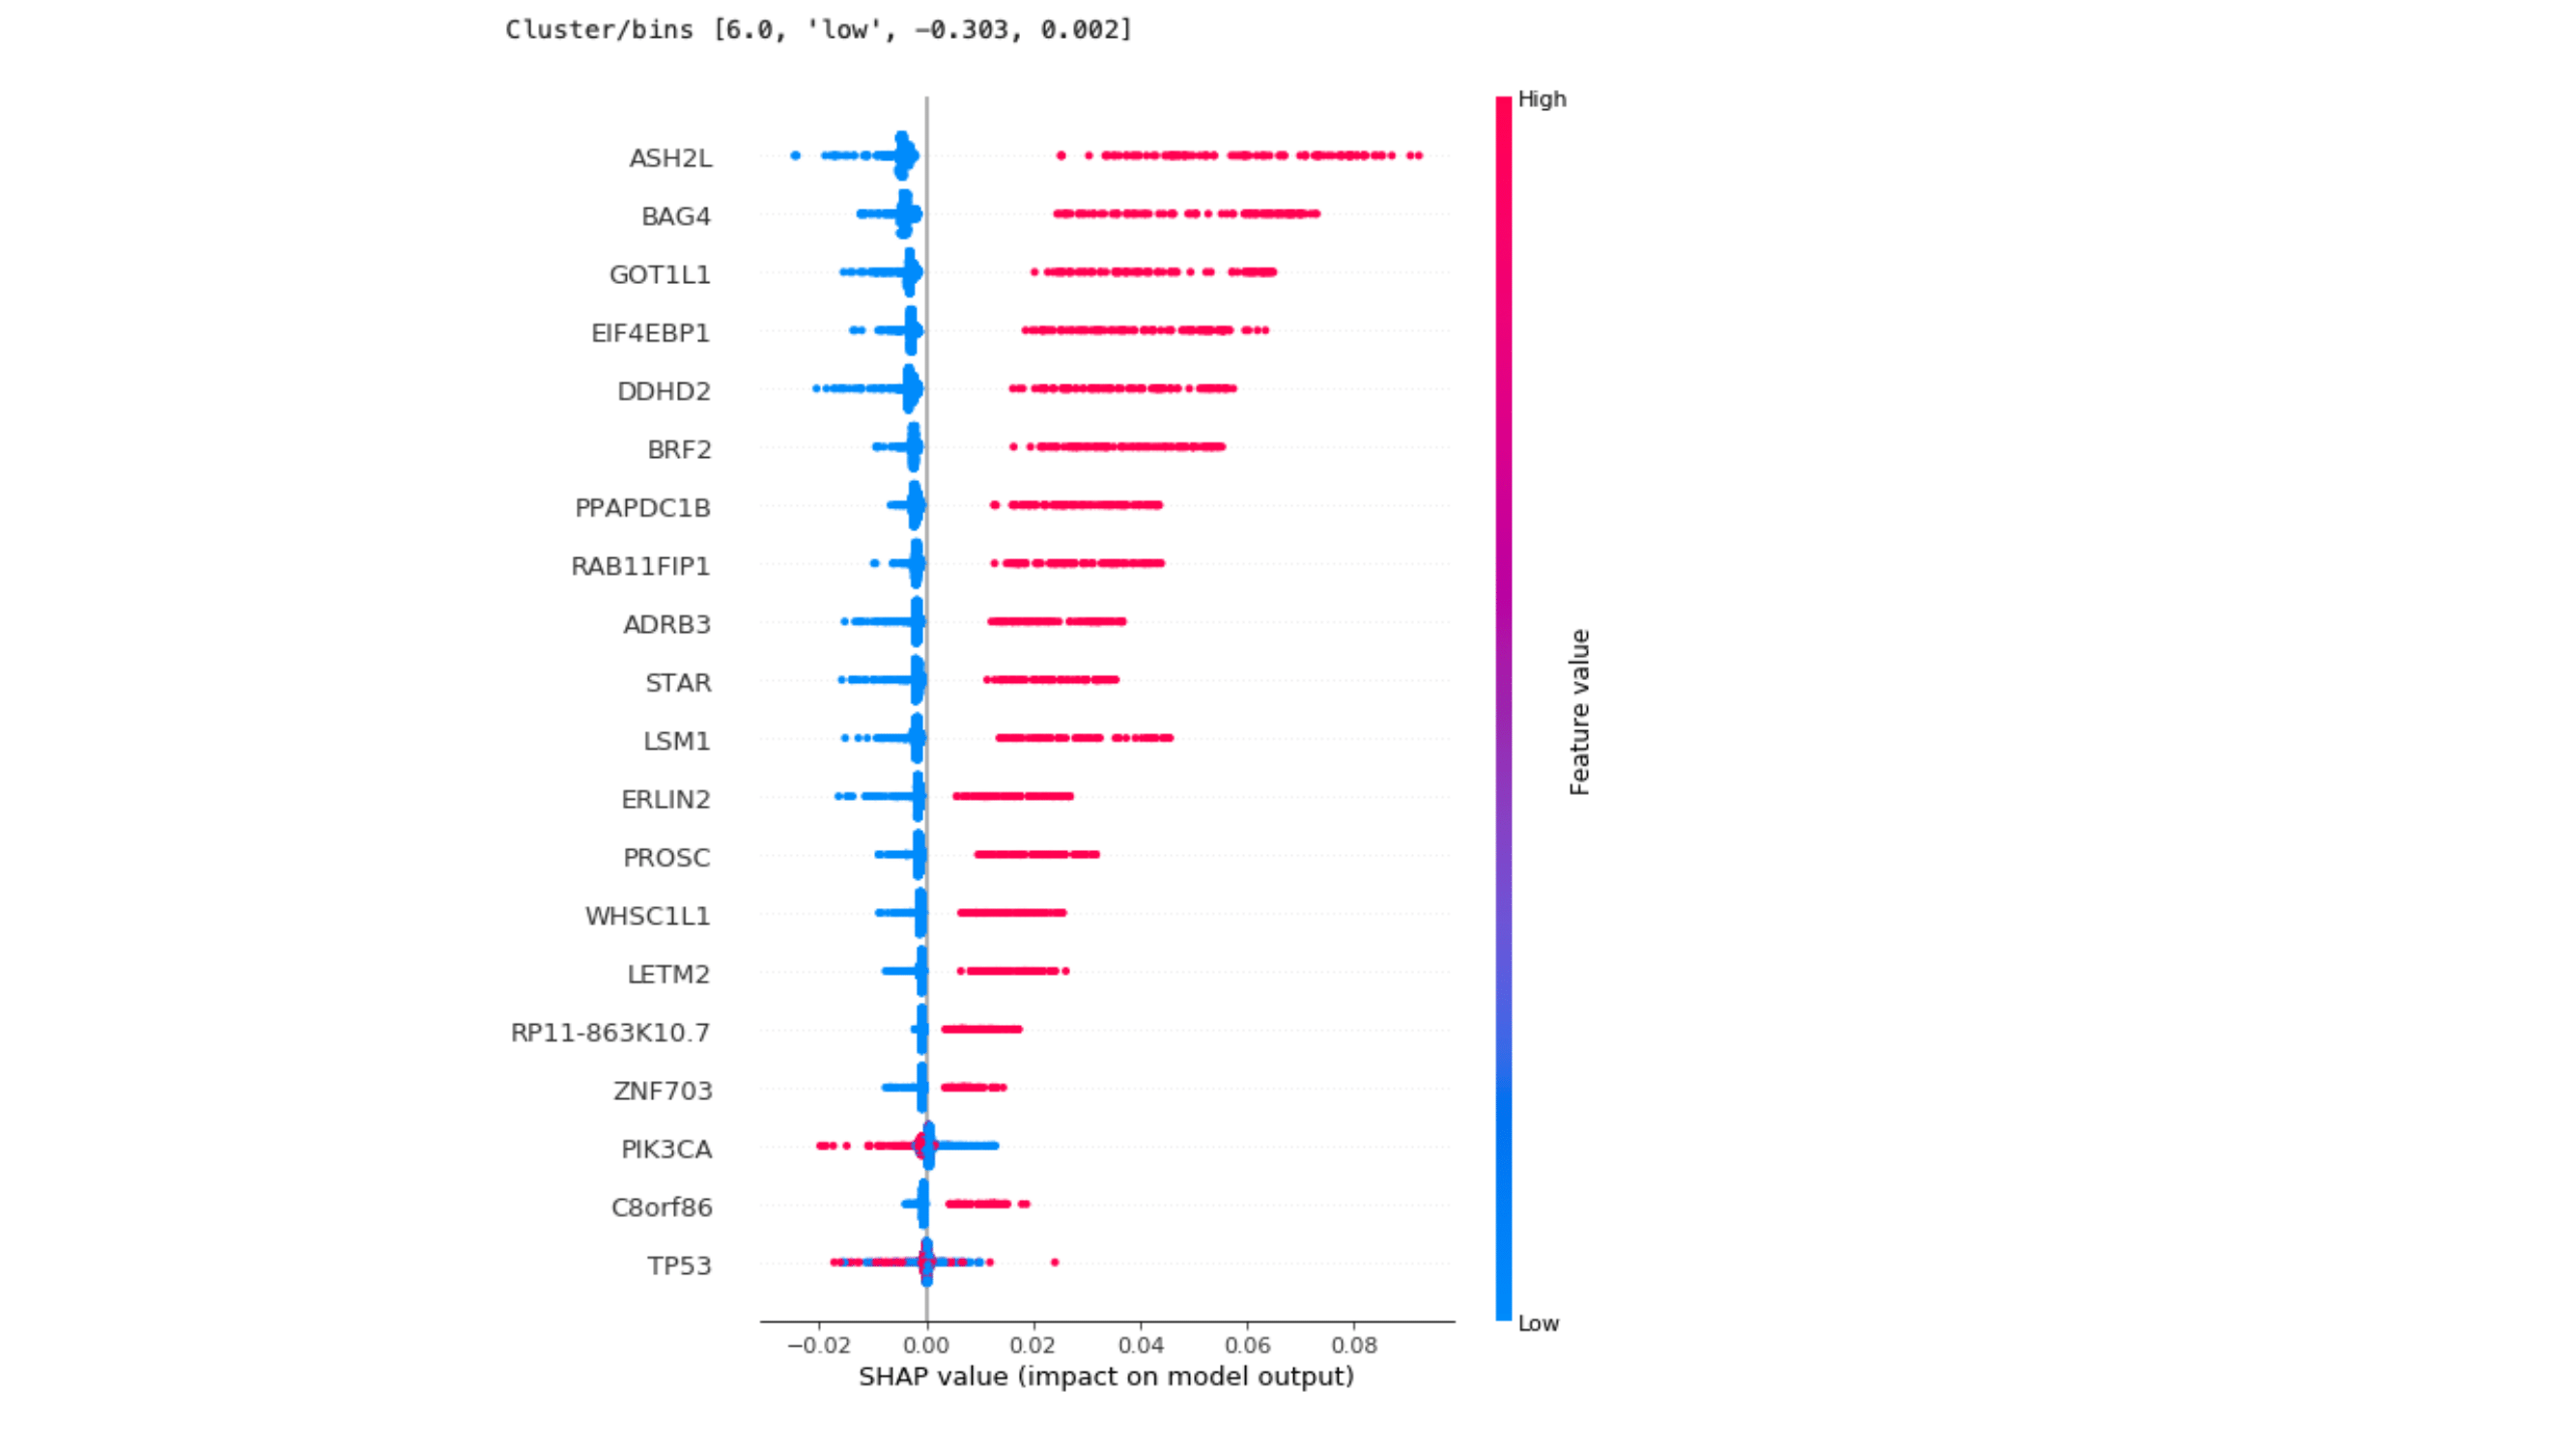 Cluster/bins [6.0, 'low', −0.303, 0.002]
High
ASH2L
BAG4
GOT1L1
EIF4EBP1
DDHD2
BRF2
PPAPDC1B
RAB11FIP1
ADRB3
STAR
LSM1
ERLIN2
PROSC
WHSC1L1
LETM2
RP11-863K10.7
ZNF703
PIK3CA
C8orf86
TP53
Feature value
Low
−0.02 0.00 0.02 0.04 0.06 0.08
SHAP value (impact on model output)